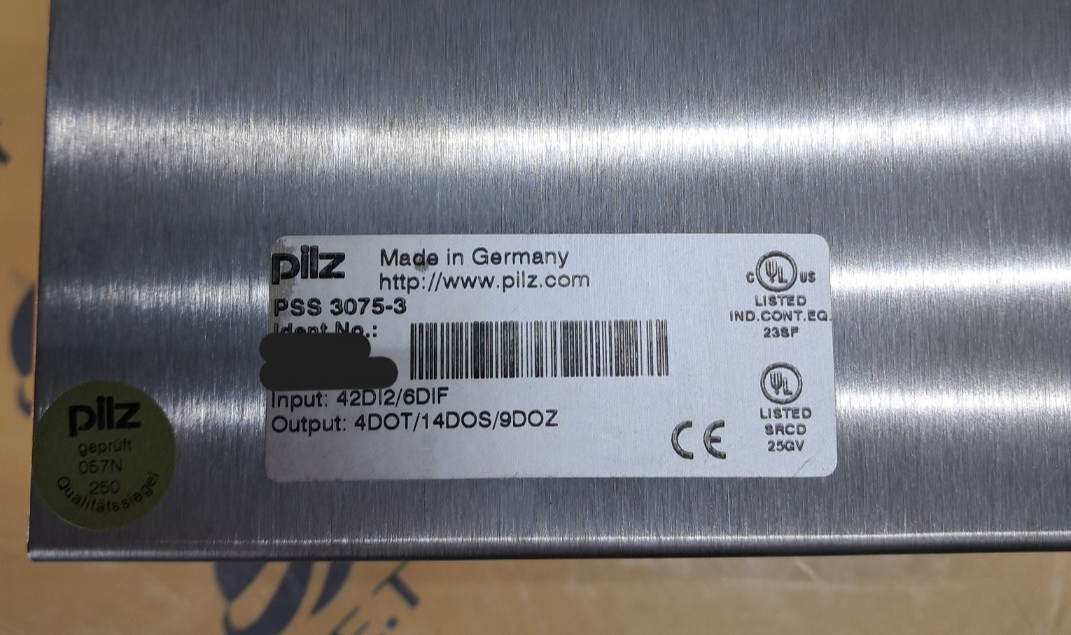 pilz
Made in Germany
http://www.pilz.com
PSS 3075-3
Ident No.:
Input: 42DI2/6DIF
Output: 4DOT/14DOS/9DOZ
C UL US
LISTED
IND.CONT.EQ.
23SF
UL
LISTED
SRCD
25GV
CE
pilz
geprüft
057N
250
Qualitätssiegel